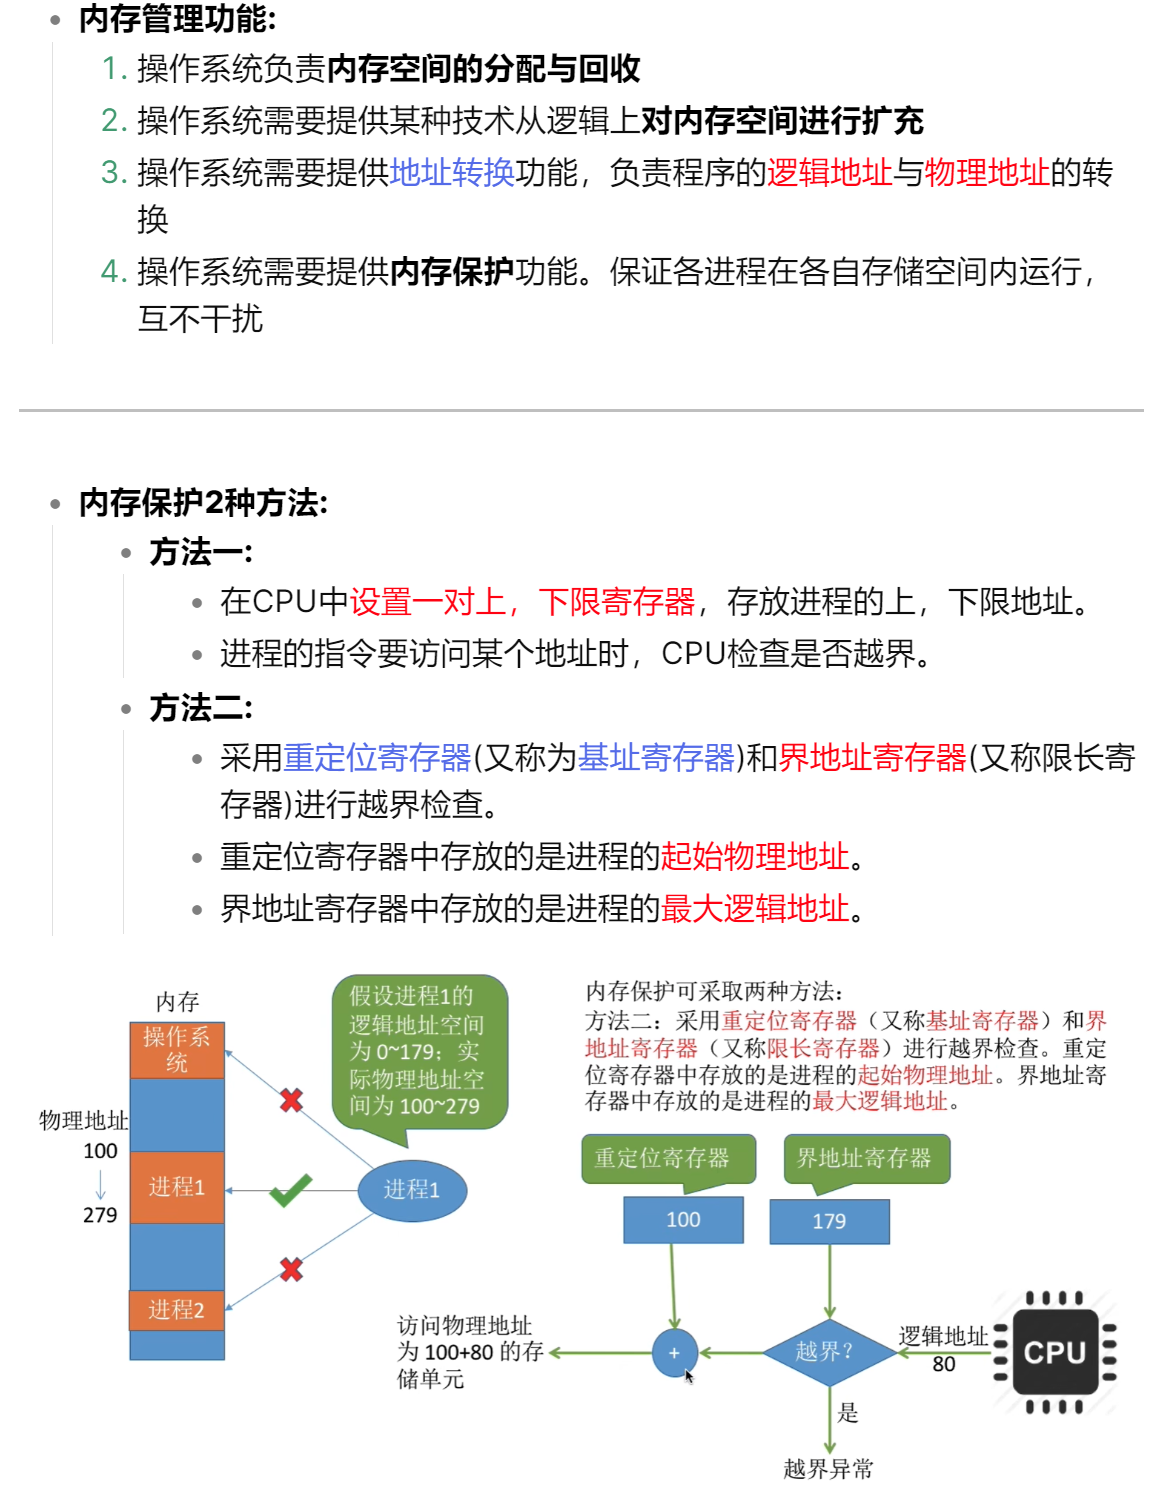 内存管理功能:
1. 操作系统负责内存空间的分配与回收
2. 操作系统需要提供某种技术从逻辑上对内存空间进行扩充
3. 操作系统需要提供地址转换功能，负责程序的逻辑地址与物理地址的转
换
4. 操作系统需要提供内存保护功能。保证各进程在各自存储空间内运行，
互不干扰
内存保护2种方法:
方法一:
在CPU中设置一对上，下限寄存器，存放进程的上，下限地址。
进程的指令要访问某个地址时，CPU检查是否越界。
方法二:
采用重定位寄存器(又称为基址寄存器)和界地址寄存器(又称限长寄
存器)进行越界检查。
重定位寄存器中存放的是进程的起始物理地址。
界地址寄存器中存放的是进程的最大逻辑地址。
内存
操作系
统
物理地址
100
279
进程1
进程2
假设进程1的
逻辑地址空间
为 0~179；实
际物理地址空
间为 100~279
进程1
内存保护可采取两种方法：
方法二：采用重定位寄存器（又称基址寄存器）和界
地址寄存器（又称限长寄存器）进行越界检查。重定
位寄存器中存放的是进程的起始物理地址。界地址寄
存器中存放的是进程的最大逻辑地址。
重定位寄存器
界地址寄存器
100
179
访问物理地址
为 100+80 的存
储单元
+
越界？
逻辑地址
80
CPU
是
越界异常